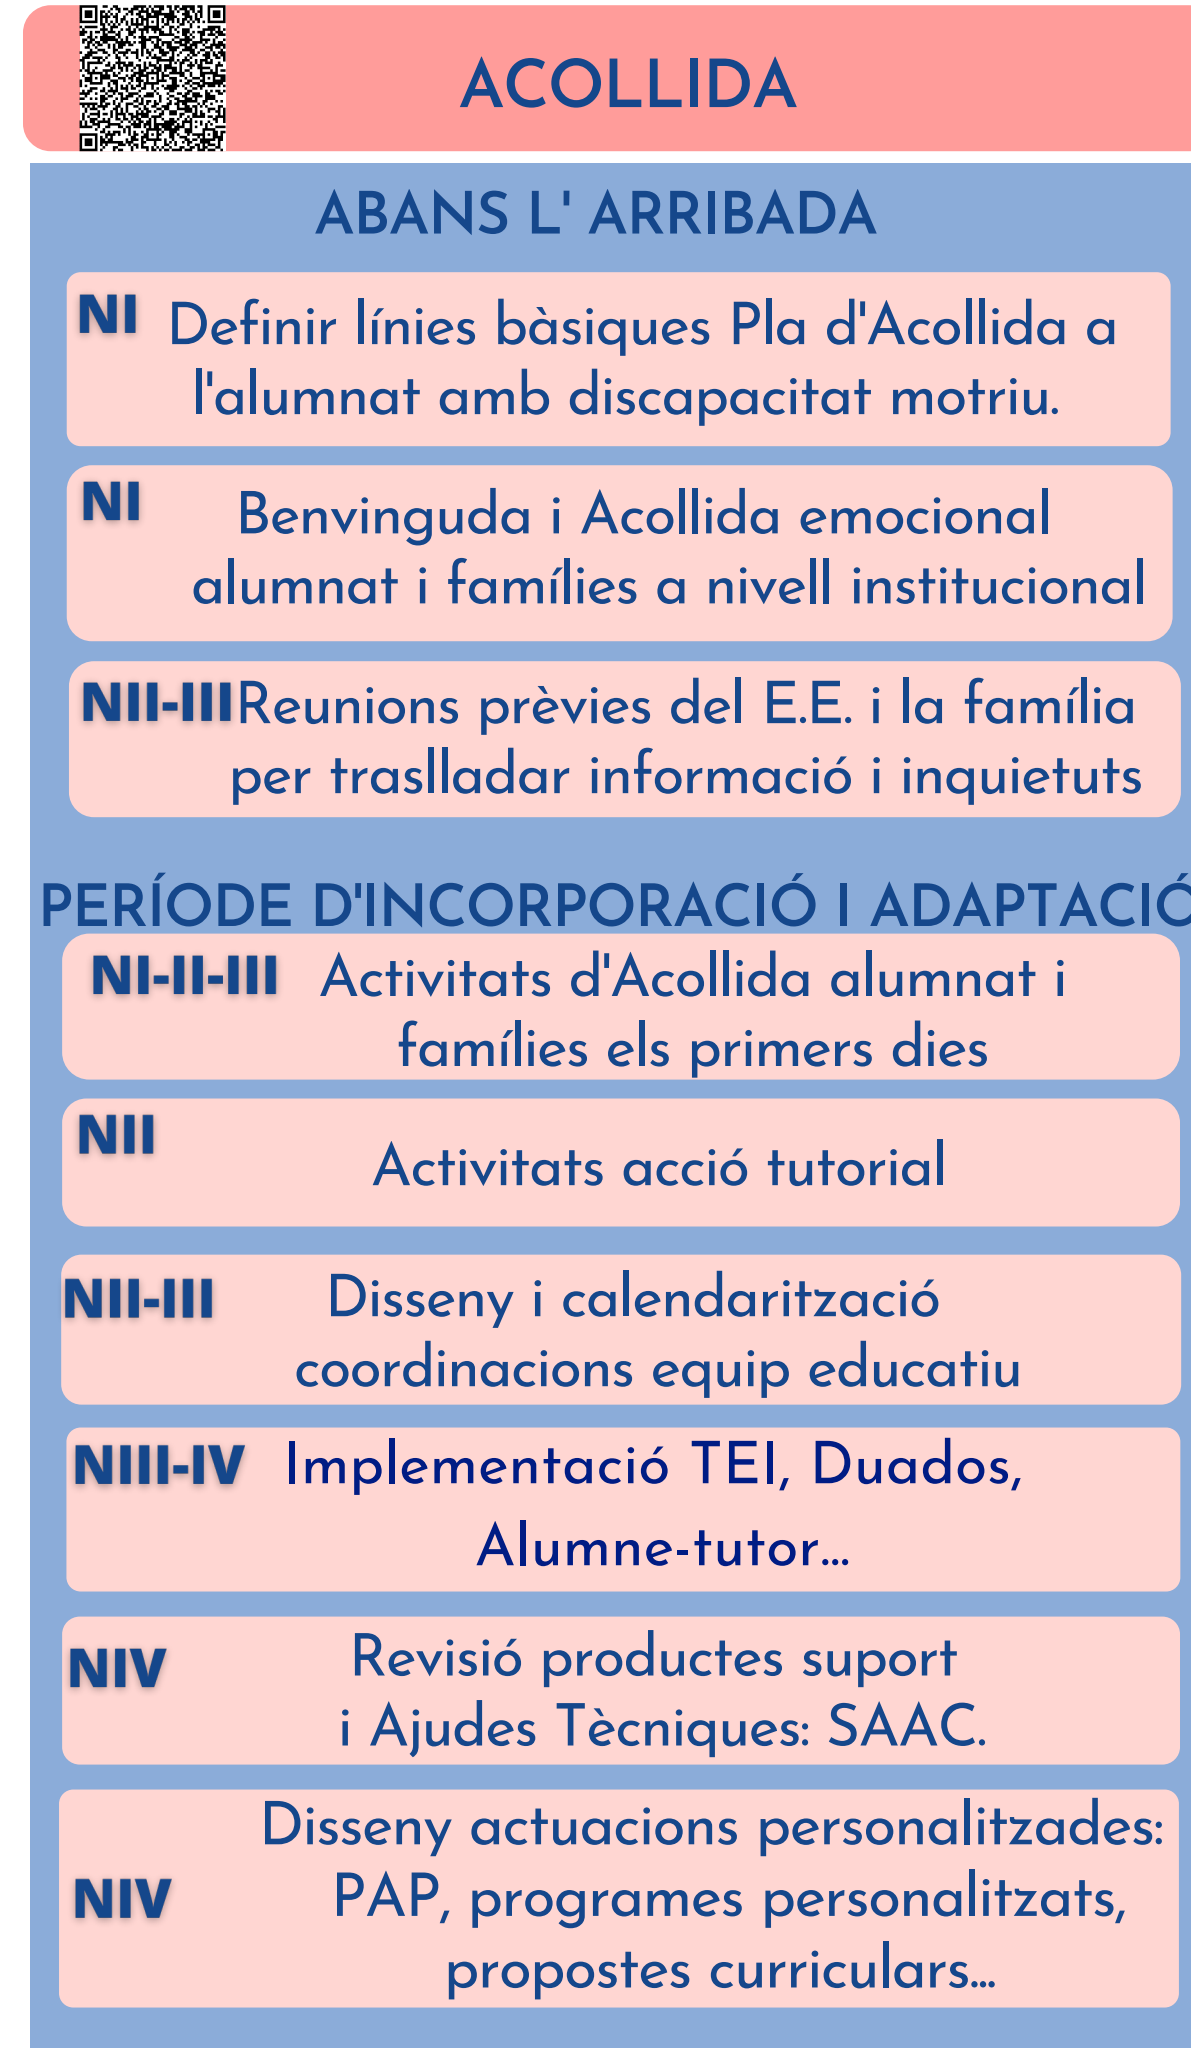 ACOLLIDA
ABANS L' ARRIBADA
NI Definir línies bàsiques Pla d'Acollida a
l'alumnat amb discapacitat motriu.
NI Benvinguda i Acollida emocional
alumnat i famílies a nivell institucional
NII-III Reunions prèvies del E.E. i la família
per traslladar informació i inquietuts
PERÍODE D'INCORPORACIÓ I ADAPTACIÓ
NI-II-III Activitats d'Acollida alumnat i
famílies els primers dies
NII
Activitats acció tutorial
NII-III Disseny i calendarització
coordinacions equip educatiu
NIII-IV Implementació TEI, Duados,
Alumne-tutor...
NIV Revisió productes suport
i Ajudes Tècniques: SAAC.
Disseny actuacions personalitzades:
NIV PAP, programes personalitzats,
propostes curriculars...